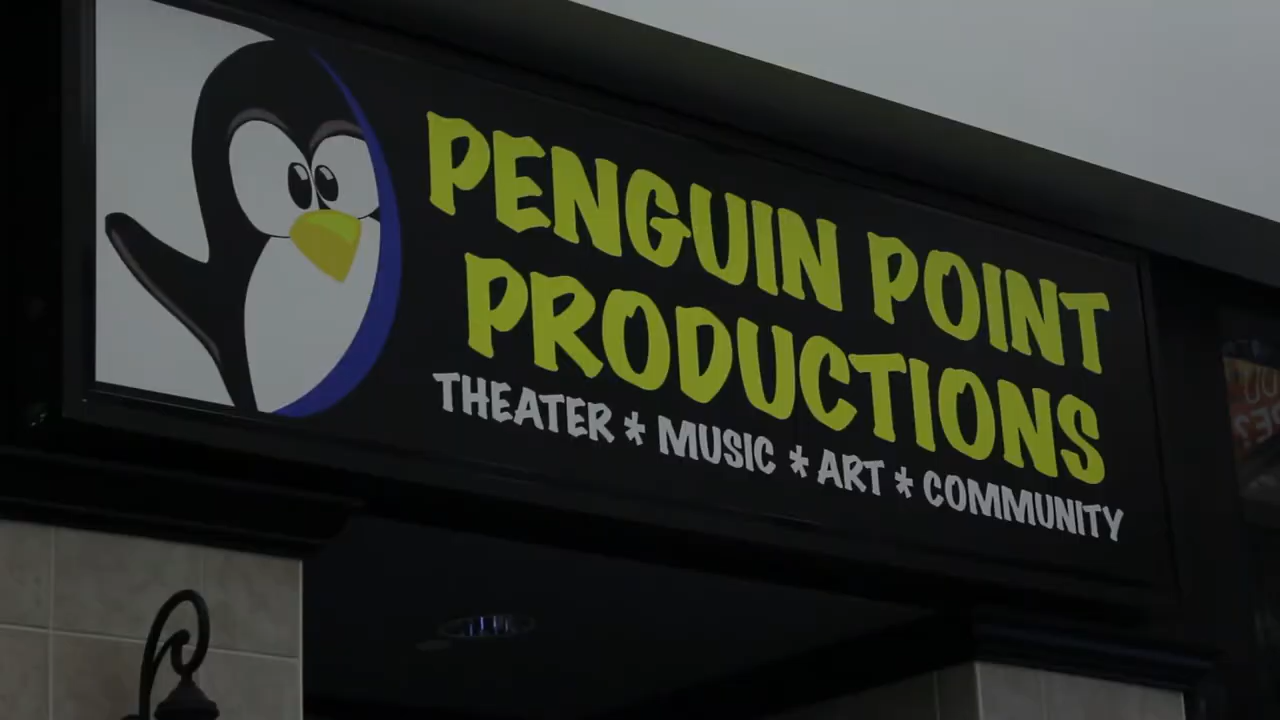 PENGUIN POINT
PRODUCTIONS
THEATER * MUSIC * ART * COMMUNITY